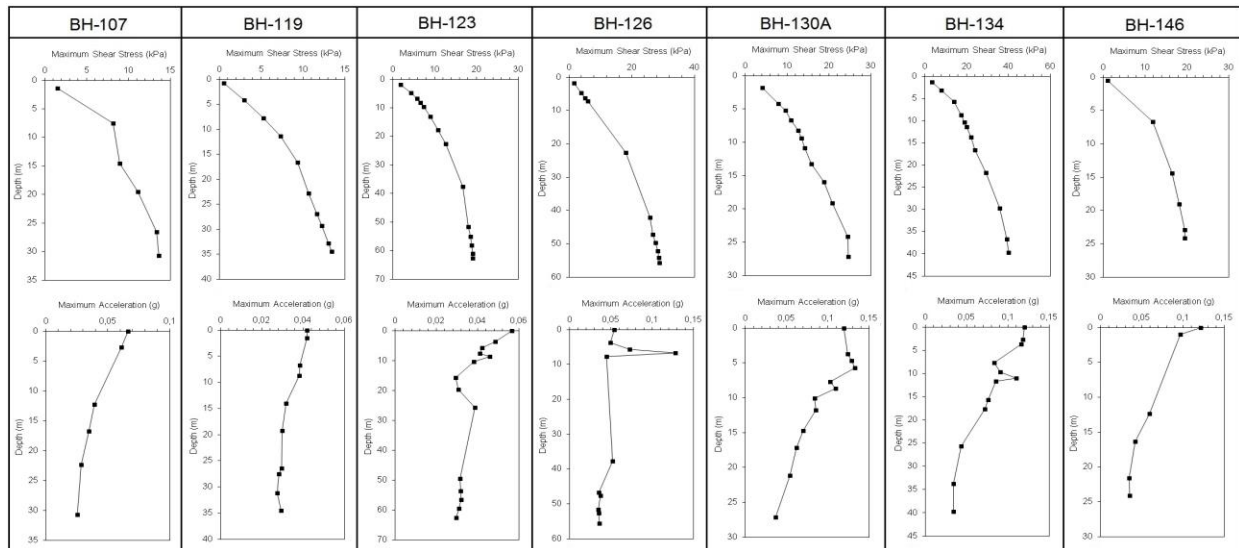 BH-107 BH-119 BH-123 BH-126 BH-130A BH-134 BH-146
Maximum Shear Stress (kPa) Maximum Shear Stress (kPa) Maximum Shear Stress (kPa) Maximum Shear Stress (kPa) Maximum Shear Stress (kPa) Maximum Shear Stress (kPa) Maximum Shear Stress (kPa)
0 5 10 15 0 5 10 15 0 10 20 30 0 20 40 0 10 20 30 0 20 40 60 0 10 20 30
0 5 10 15 20 25 30 35
Depth (m)
0 5 10 15 20 25 30 35 40
Depth (m)
0 10 20 30 40 50 60 70
Depth (m)
0 10 20 30 40 50 60
Depth (m)
0 5 10 15 20 25 30
Depth (m)
0 5 10 15 20 25 30 35 40 45
Depth (m)
0 5 10 15 20 25 30
Depth (m)
Maximum Acceleration (g) Maximum Acceleration (g) Maximum Acceleration (g) Maximum Acceleration (g) Maximum Acceleration (g) Maximum Acceleration (g) Maximum Acceleration (g)
0 0,05 0,1 0 0,02 0,04 0,06 0 0,02 0,04 0,06 0 0,05 0,1 0,15 0 0,05 0,1 0,15 0 0,05 0,1 0,15 0 0,05 0,1 0,15
0 5 10 15 20 25 30 35
Depth (m)
0 5 10 15 20 25 30 35 40
Depth (m)
0 10 20 30 40 50 60 70
Depth (m)
0 10 20 30 40 50 60
Depth (m)
0 5 10 15 20 25 30
Depth (m)
0 5 10 15 20 25 30 35 40 45
Depth (m)
0 5 10 15 20 25 30
Depth (m)